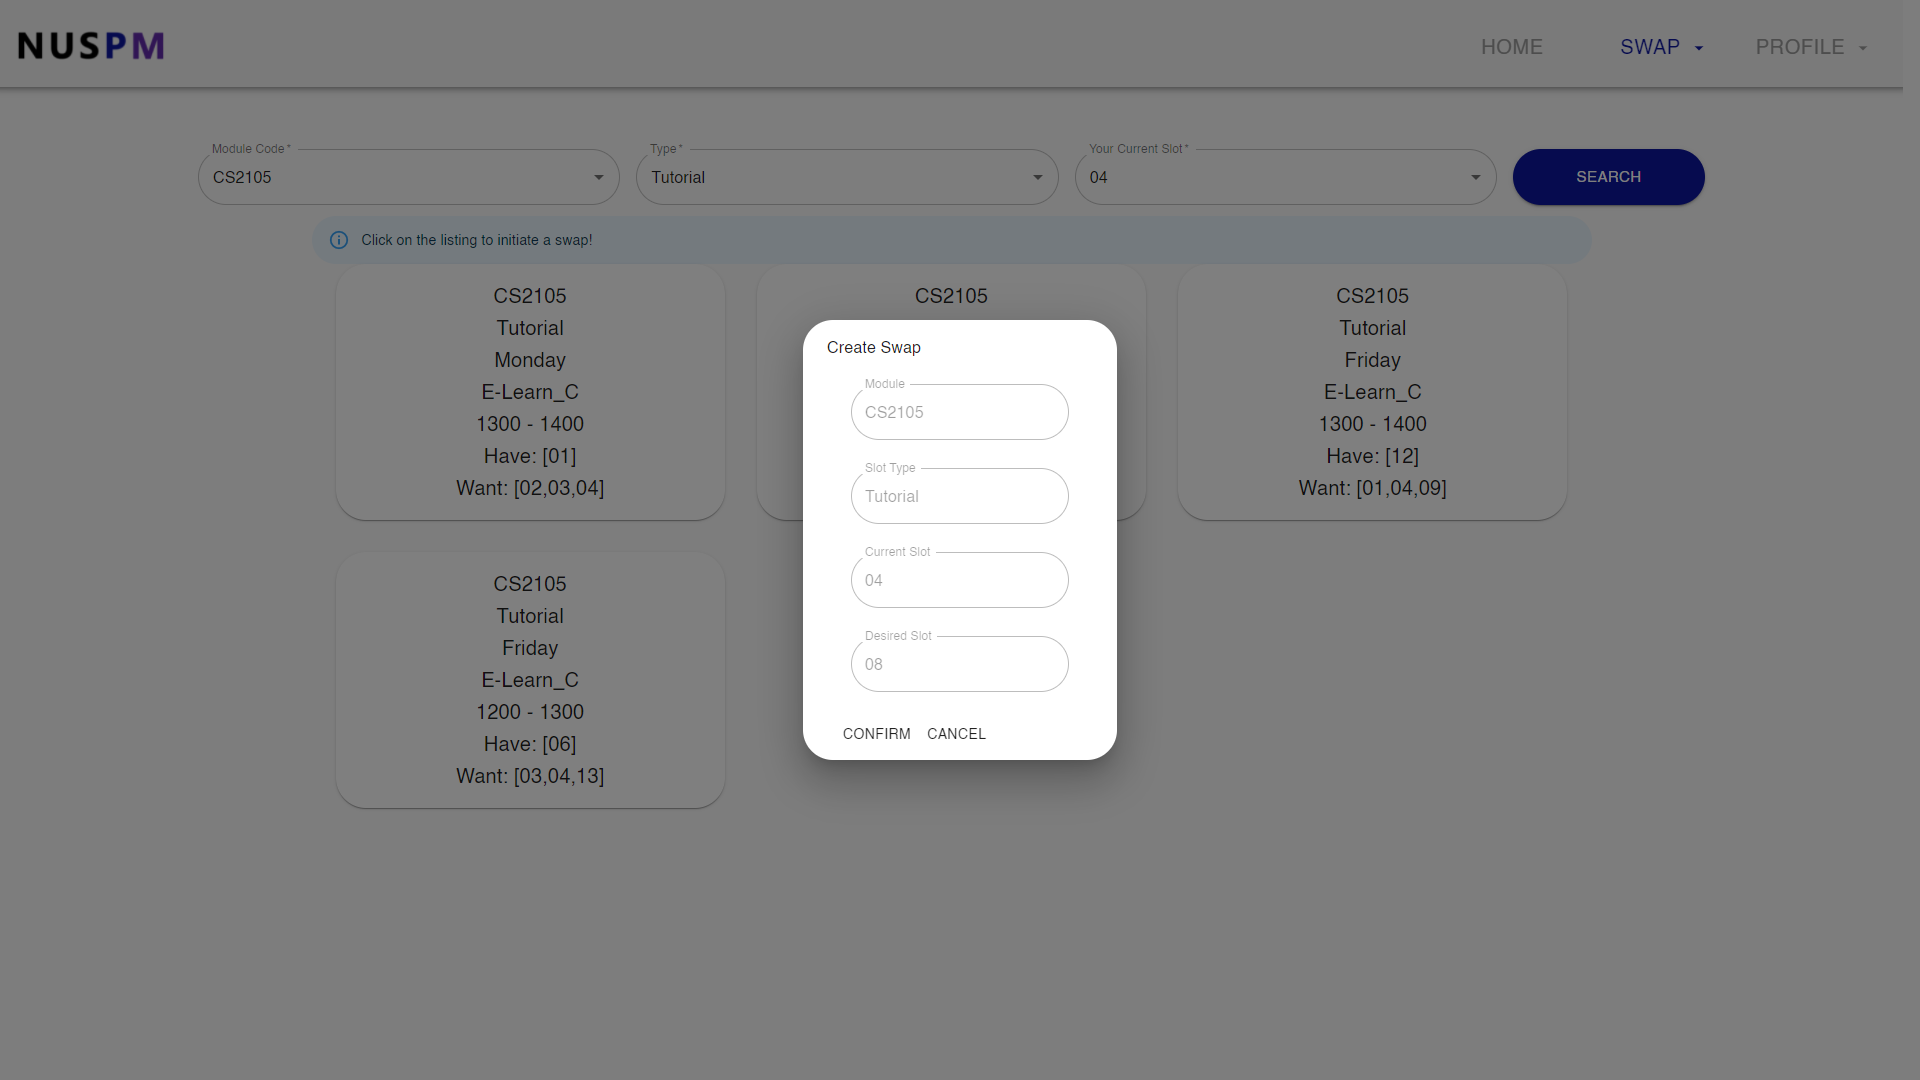 NUSPM
HOME
SWAP
PROFILE
Module Code *
CS2105
Type *
Tutorial
Your Current Slot *
04
SEARCH
Click on the listing to initiate a swap!
CS2105
Tutorial
Monday
E-Learn_C
1300 - 1400
Have: [01]
Want: [02,03,04]
CS2105
CS2105
Tutorial
Friday
E-Learn_C
1300 - 1400
Have: [12]
Want: [01,04,09]
CS2105
Tutorial
Friday
E-Learn_C
1200 - 1300
Have: [06]
Want: [03,04,13]
Create Swap
Module
CS2105
Slot Type
Tutorial
Current Slot
04
Desired Slot
08
CONFIRM CANCEL